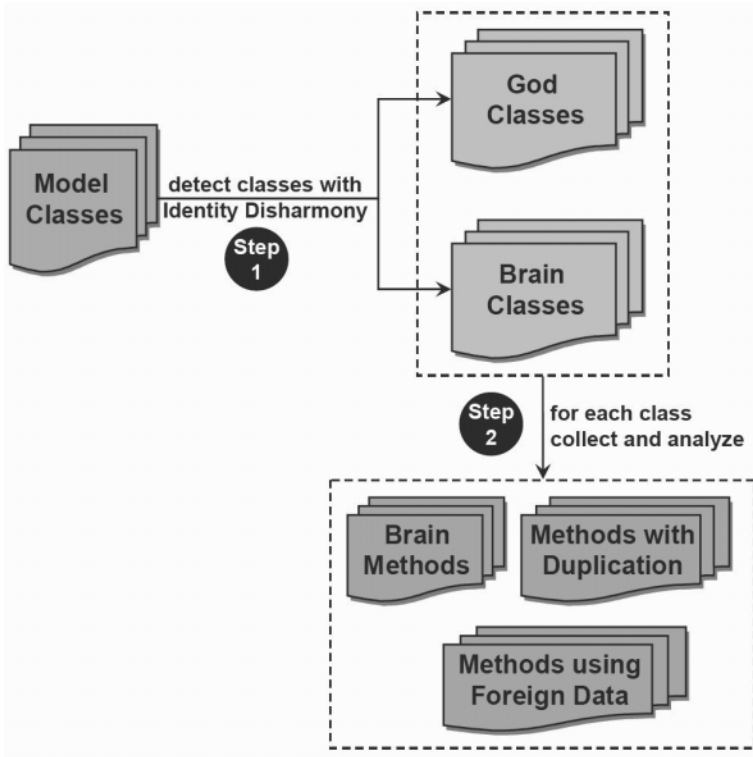 God
Classes
Model
Classes
detect classes with
Identity Disharmony
Step
1
Brain
Classes
Step
2
for each class
collect and analyze
Brain
Methods
Methods with
Duplication
Methods using
Foreign Data